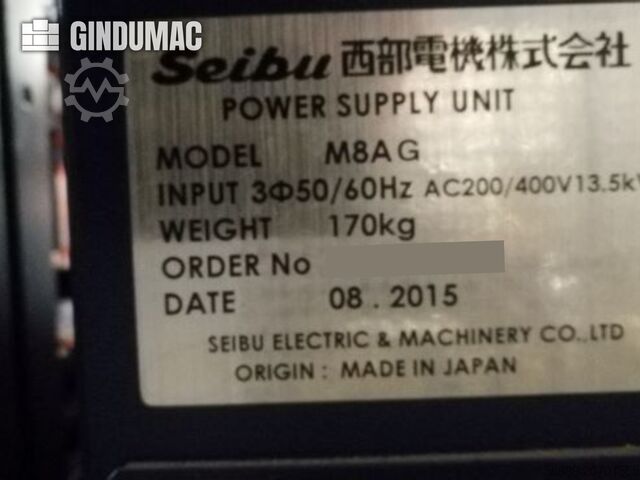 GINDUMAC
Seibu 西部電機株式会社
POWER SUPPLY UNIT
MODEL M8AG
INPUT 3Φ50/60Hz AC200/400V13.5k
WEIGHT 170kg
ORDER No
DATE 08.2015
SEIBU ELECTRIC & MACHINERY CO.,LTD
ORIGIN : MADE IN JAPAN